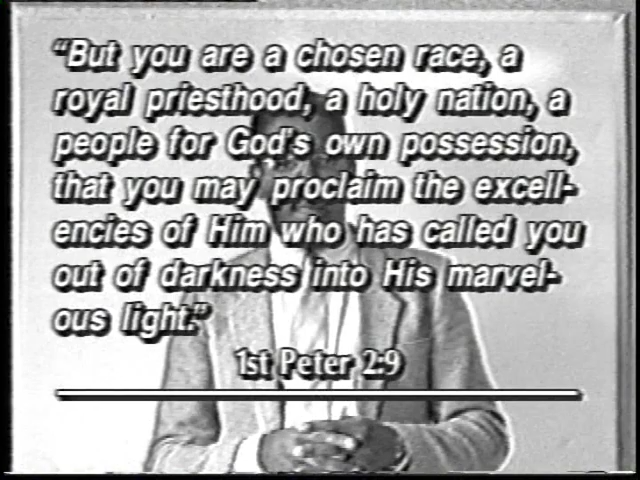 “But you are a chosen race, a
royal priesthood, a holy nation, a
people for God's own possession,
that you may proclaim the excell-
encies of Him who has called you
out of darkness into His marvel-
ous light.”
1st Peter 2:9